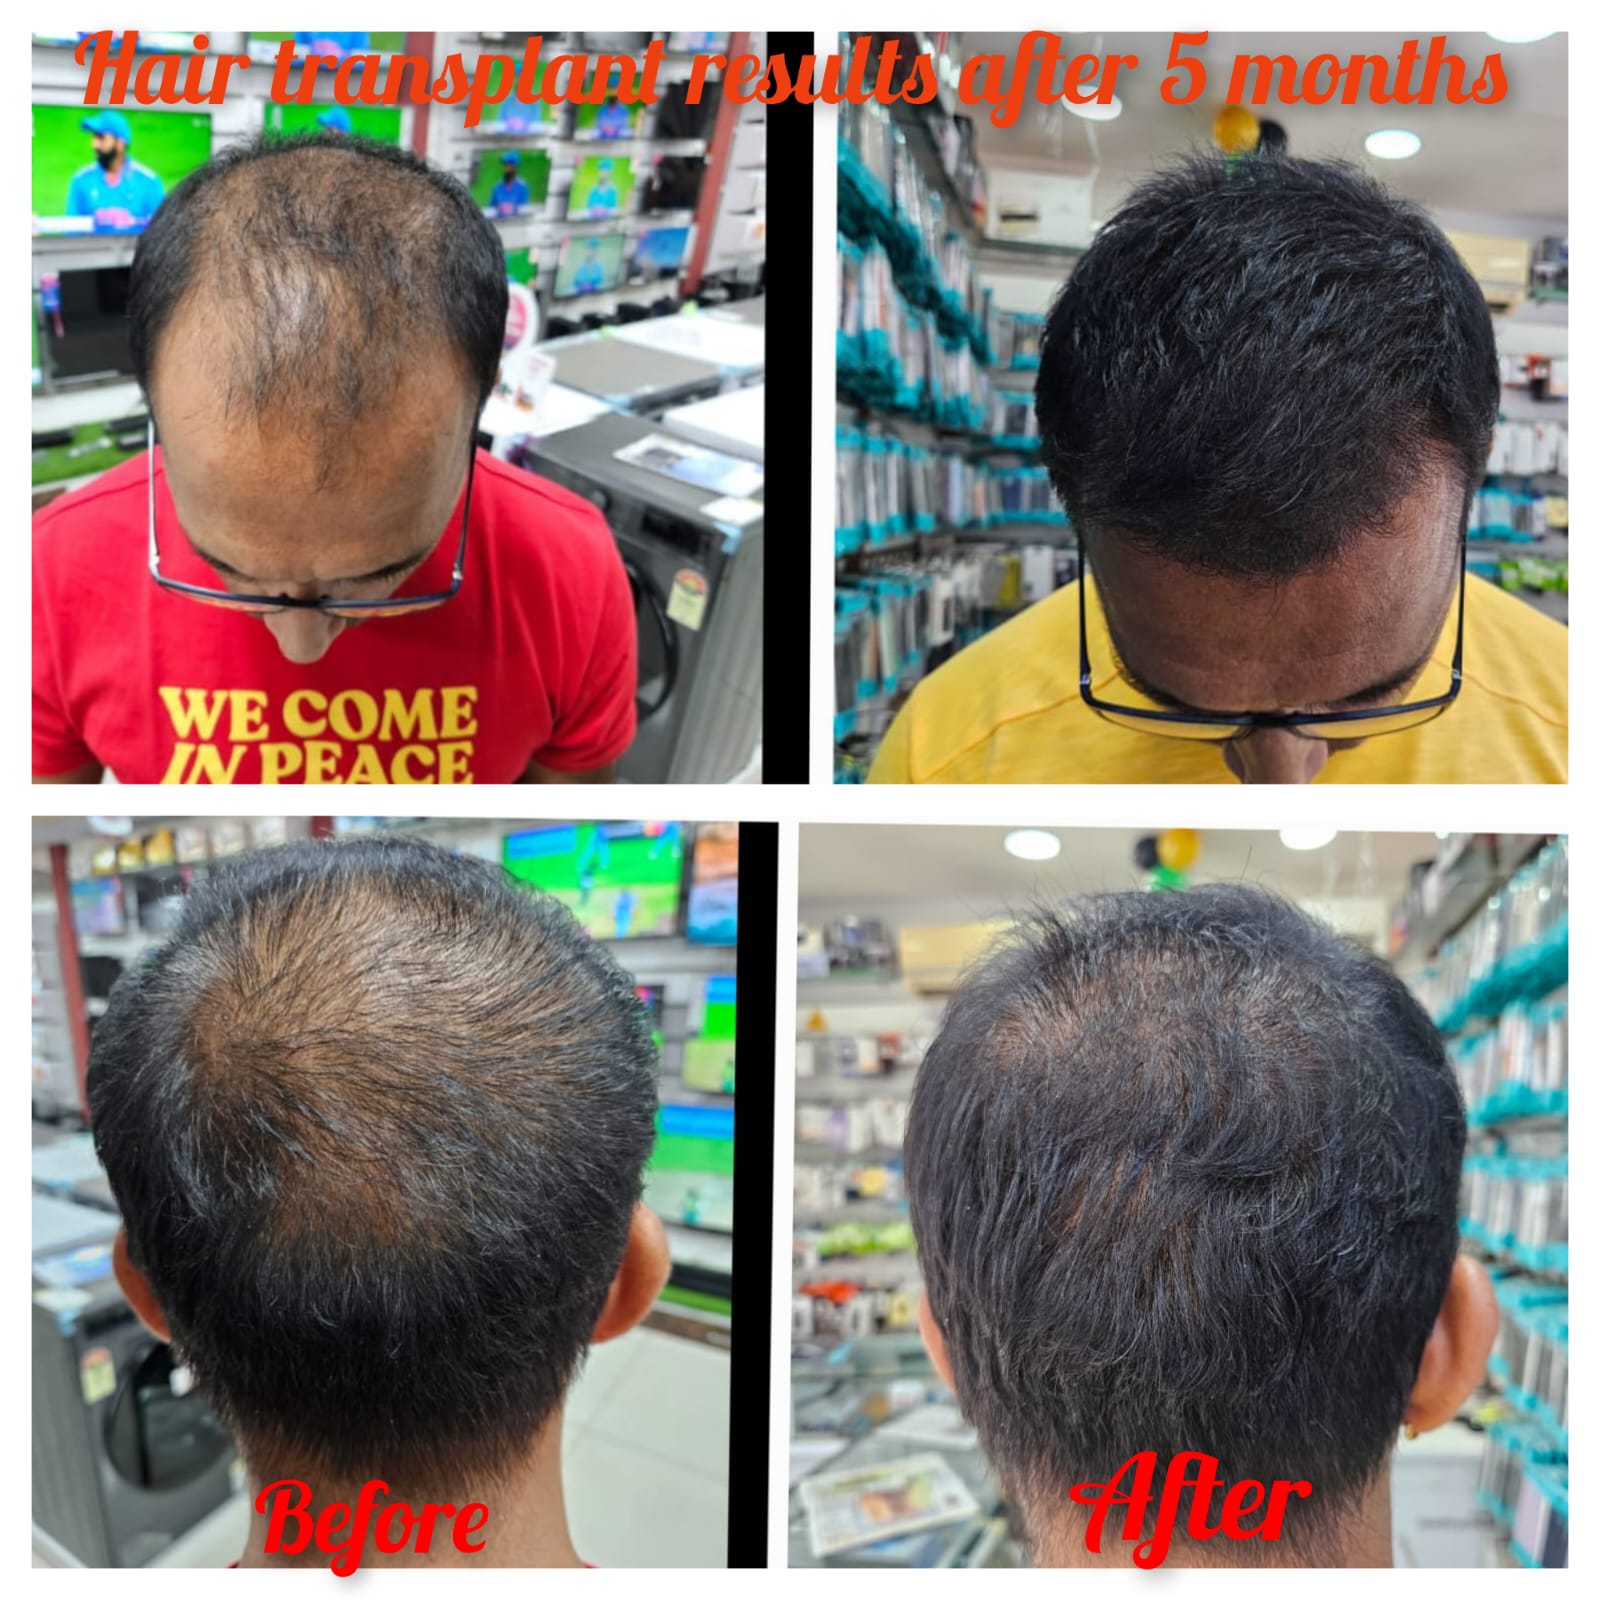 Hair transplant results after 5 months
WE COME
IN PEACE
Before
After